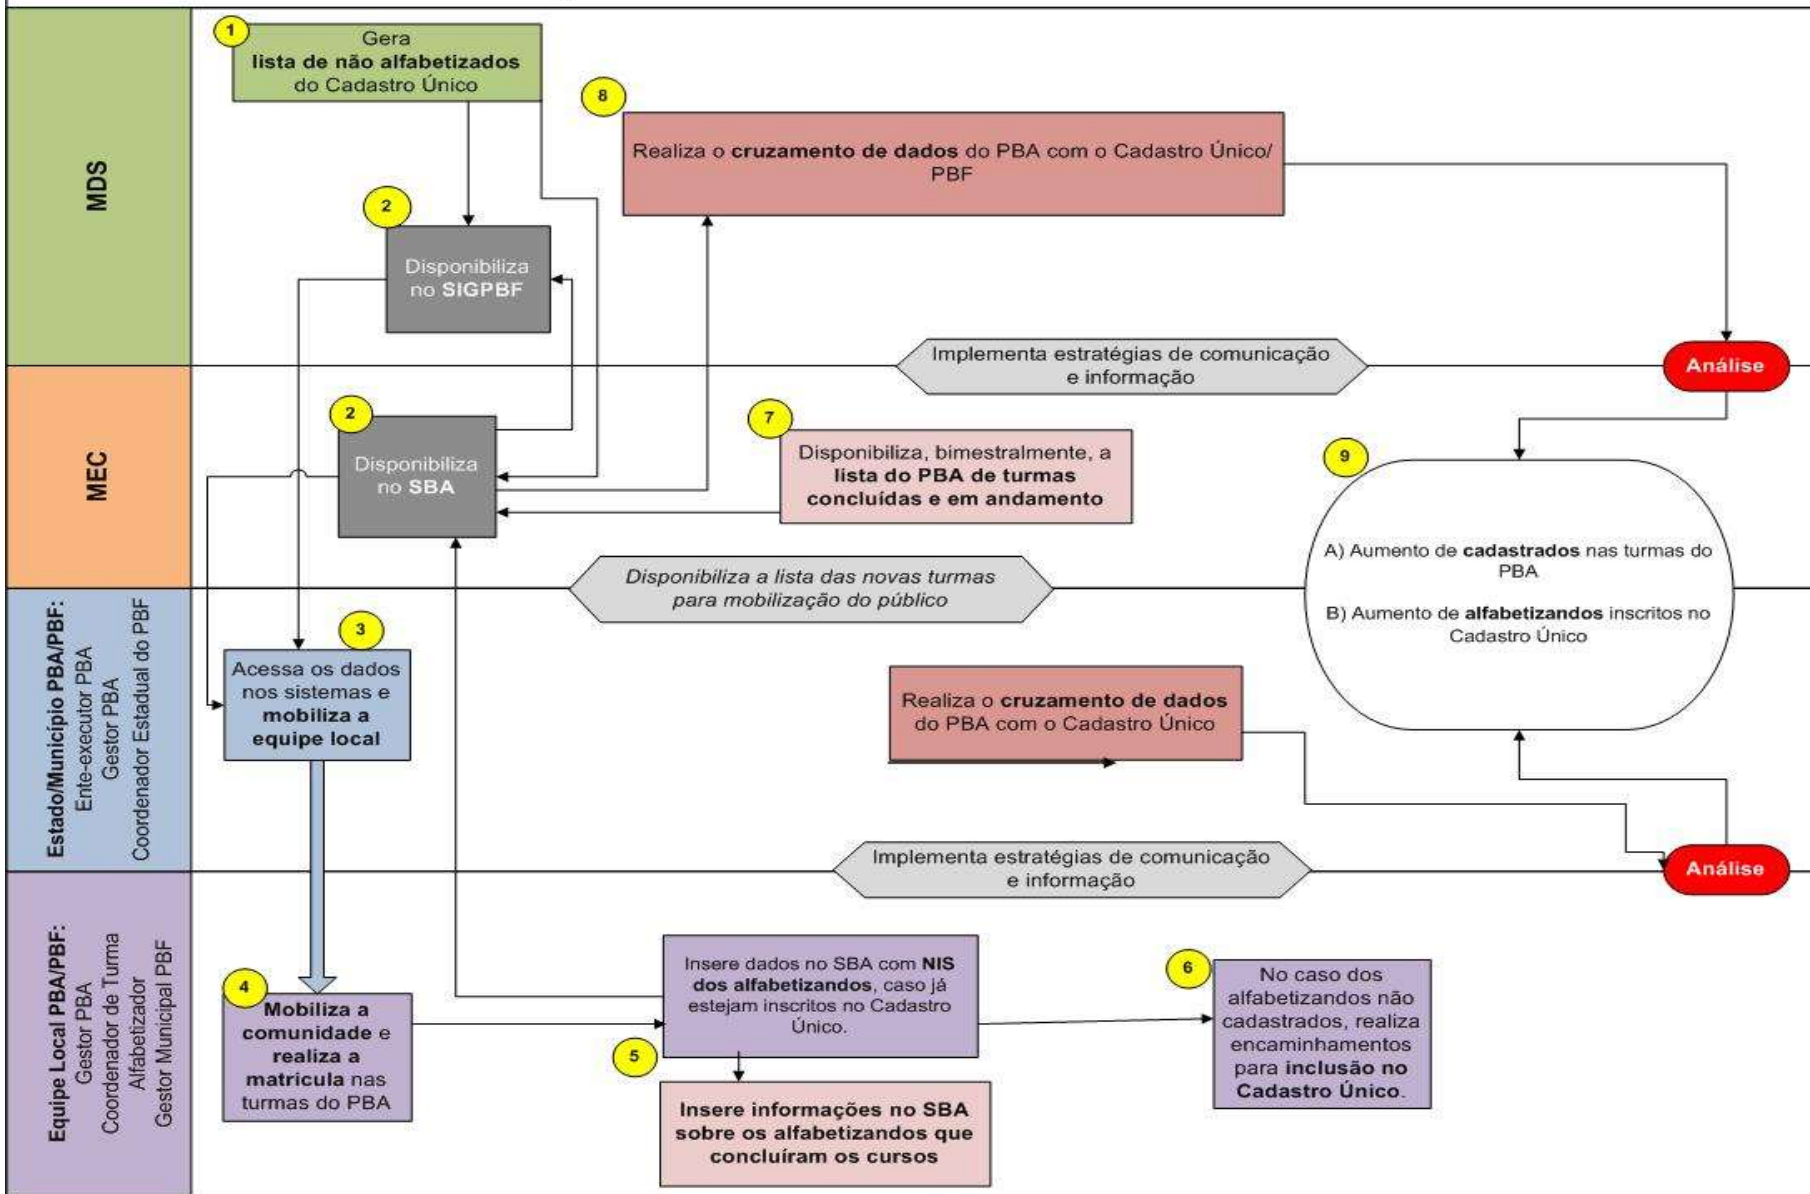 MDS
1
Gera
lista de não alfabetizados
do Cadastro Único
8
Realiza o cruzamento de dados do PBA com o Cadastro Único/
PBF
2
Disponibiliza
no SIGPBF
Implementa estratégias de comunicação
e informação
Análise
MEC
2
Disponibiliza
no SBA
7
Disponibiliza, bimestralmente, a
lista do PBA de turmas
concluídas e em andamento
9
A) Aumento de cadastrados nas turmas do
PBA
B) Aumento de alfabetizandos inscritos no
Cadastro Único
Disponibiliza a lista das novas turmas
para mobilização do público
Estado/Município PBA/PBF:
Ente-executor PBA
Gestor PBA
Coordenador Estadual do PBF
3
Acessa os dados
nos sistemas e
mobiliza a
equipe local
Realiza o cruzamento de dados
do PBA com o Cadastro Único
Implementa estratégias de comunicação
e informação
Análise
Equipe Local PBA/PBF:
Gestor PBA
Coordenador de Turma
Alfabetizador
Gestor Municipal PBF
4
Mobiliza a
comunidade e
realiza a
matricula nas
turmas do PBA
Insere dados no SBA com NIS
dos alfabetizandos, caso já
estejam inscritos no Cadastro
Único.
5
Insere informações no SBA
sobre os alfabetizandos que
concluíram os cursos
6
No caso dos
alfabetizandos não
cadastrados, realiza
encaminhamentos
para inclusão no
Cadastro Único.